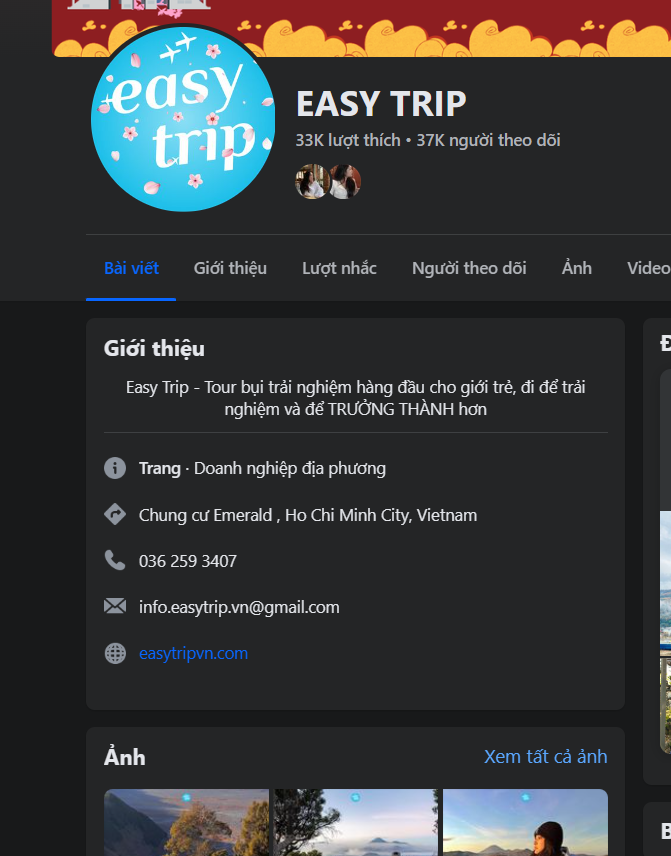 easy
trip.
EASY TRIP
33K lượt thích • 37K người theo dõi
Bài viết Giới thiệu Lượt nhắc Người theo dõi Ảnh Video
Giới thiệu
Easy Trip - Tour bụi trải nghiệm hàng đầu cho giới trẻ, đi để trải
nghiệm và để TRƯỞNG THÀNH hơn
Trang · Doanh nghiệp địa phương
Chung cư Emerald , Ho Chi Minh City, Vietnam
036 259 3407
info.easytrip.vn@gmail.com
easytripvn.com
Ảnh Xem tất cả ảnh